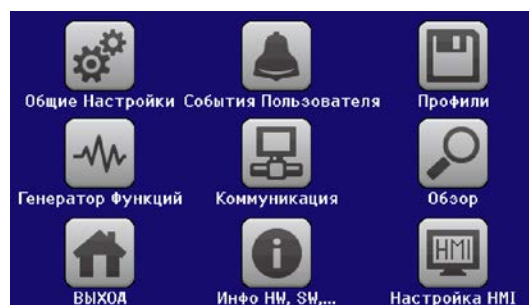 Общие Настройки События Пользователя Профили
Генератор Функций Коммуникация Обзор
HMI
ВЫХОД Инфо HW, SW,... Настройка HMI